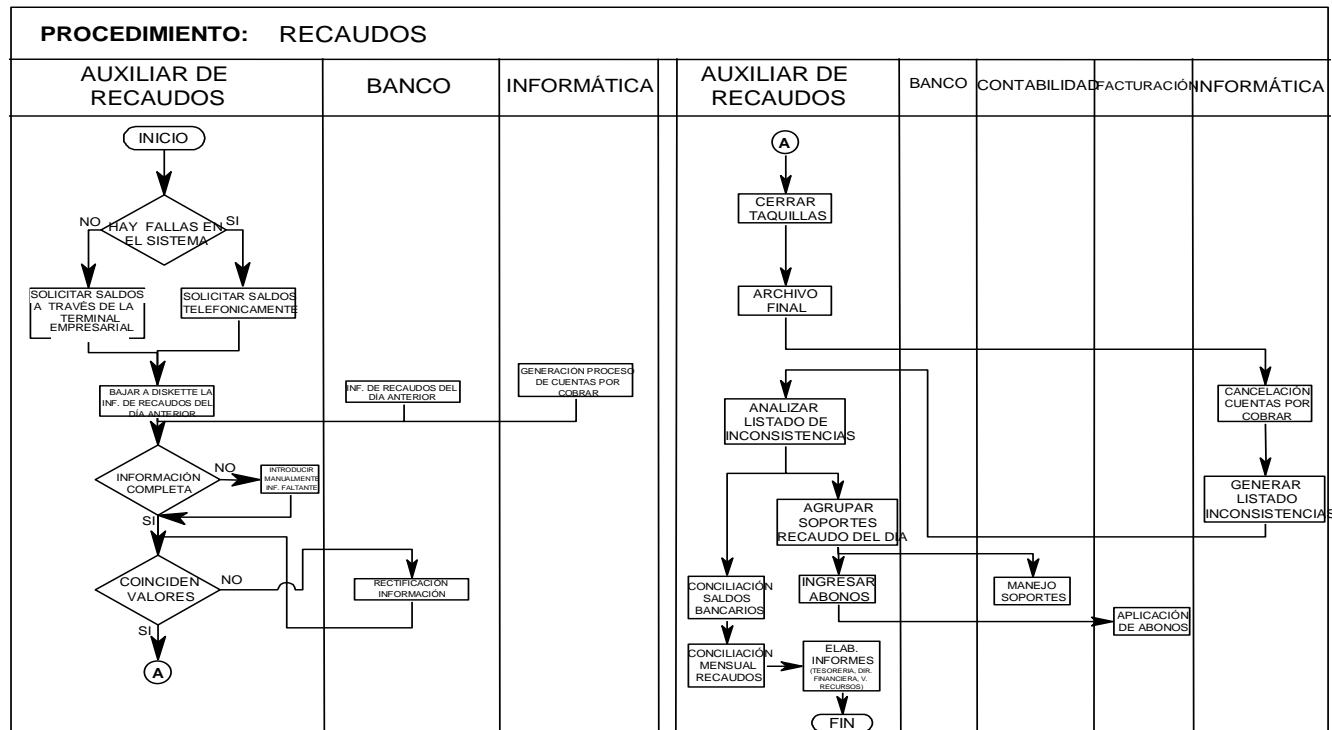 PROCEDIMIENTO: RECAUDOS
AUXILIAR DE
RECAUDOS
BANCO
INFORMÁTICA
INICIO
NO
HAY FALLAS EN
EL SISTEMA
SI
SOLICITAR SALDOS
A TRAVÉS DE LA
TERMINAL
EMPRESARIAL
SOLICITAR SALDOS
TELEFONICAMENTE
BAJAR A DISKETTE LA
INF. DE RECAUDOS DEL
DÍA ANTERIOR
INF. DE RECAUDOS DEL
DÍA ANTERIOR
GENERACIÓN PROCESO
DE CUENTAS POR
COBRAR
INFORMACIÓN
COMPLETA
NO
INTRODUCIR
MANUALMENTE
INF. FALTANTE
SI
COINCIDEN
VALORES
NO
RECTIFICACIÓN
INFORMACIÓN
SI
A
AUXILIAR DE
RECAUDOS
BANCO
CONTABILIDAD
FACTURACIÓN
INFORMÁTICA
A
CERRAR
TAQUILLAS
ARCHIVO
FINAL
ANALIZAR
LISTADO DE
INCONSISTENCIAS
CANCELACIÓN
CUENTAS POR
COBRAR
GENERAR
LISTADO
INCONSISTENCIAS
AGRUPAR
SOPORTES
RECAUDO DEL DIA
CONCILIACIÓN
SALDOS
BANCARIOS
INGRESAR
ABONOS
MANEJO
SOPORTES
APLICACIÓN
DE ABONOS
CONCILIACIÓN
MENSUAL
RECAUDOS
ELAB.
INFORMES
(TESORERIA, DIR.
FINANCIERA, V.
RECURSOS)
FIN